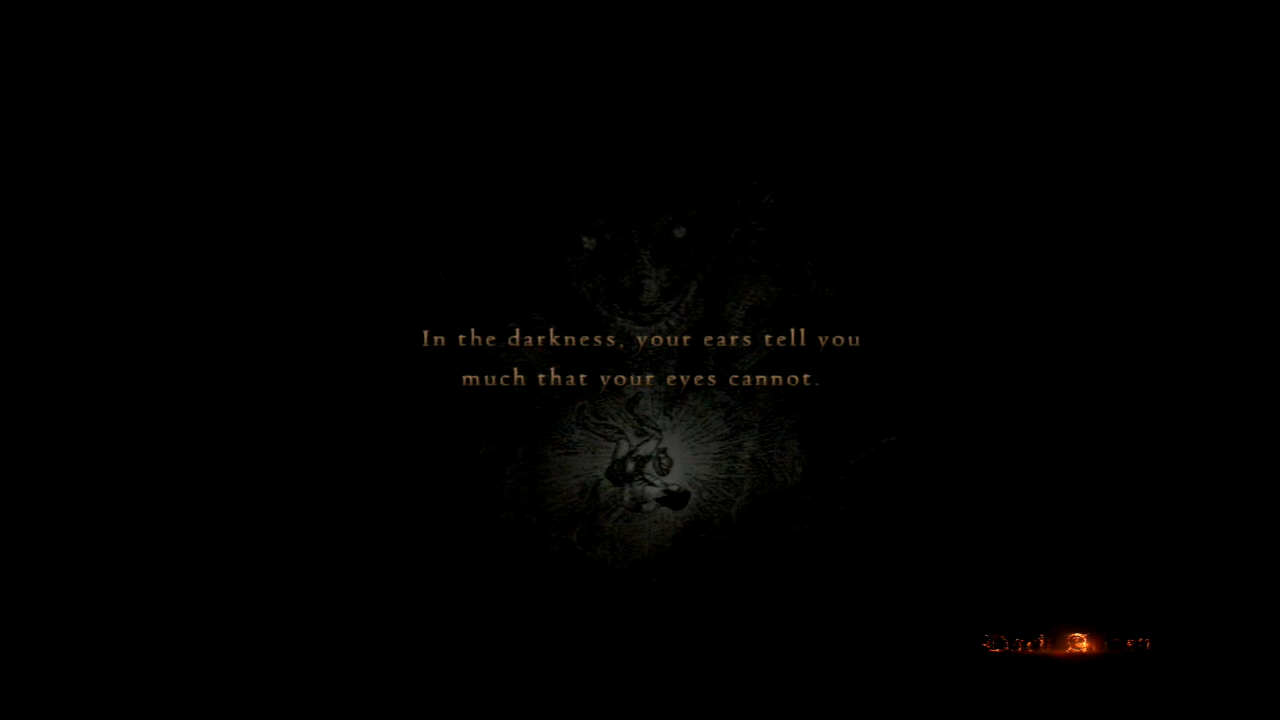 In the darkness, your ears tell you
much that your eyes cannot.